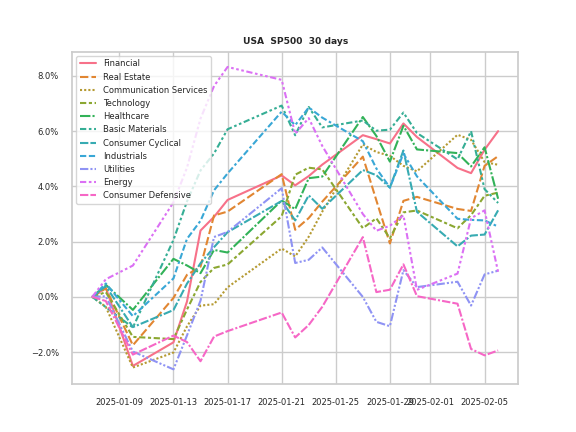 USA SP500 30 days
Financial
Real Estate
Communication Services
Technology
Healthcare
Basic Materials
Consumer Cyclical
Industrials
Utilities
Energy
Consumer Defensive
8.0%
6.0%
4.0%
2.0%
0.0%
−2.0%
2025-01-09
2025-01-13
2025-01-17
2025-01-21
2025-01-25
2025-01-29
2025-02-01
2025-02-05